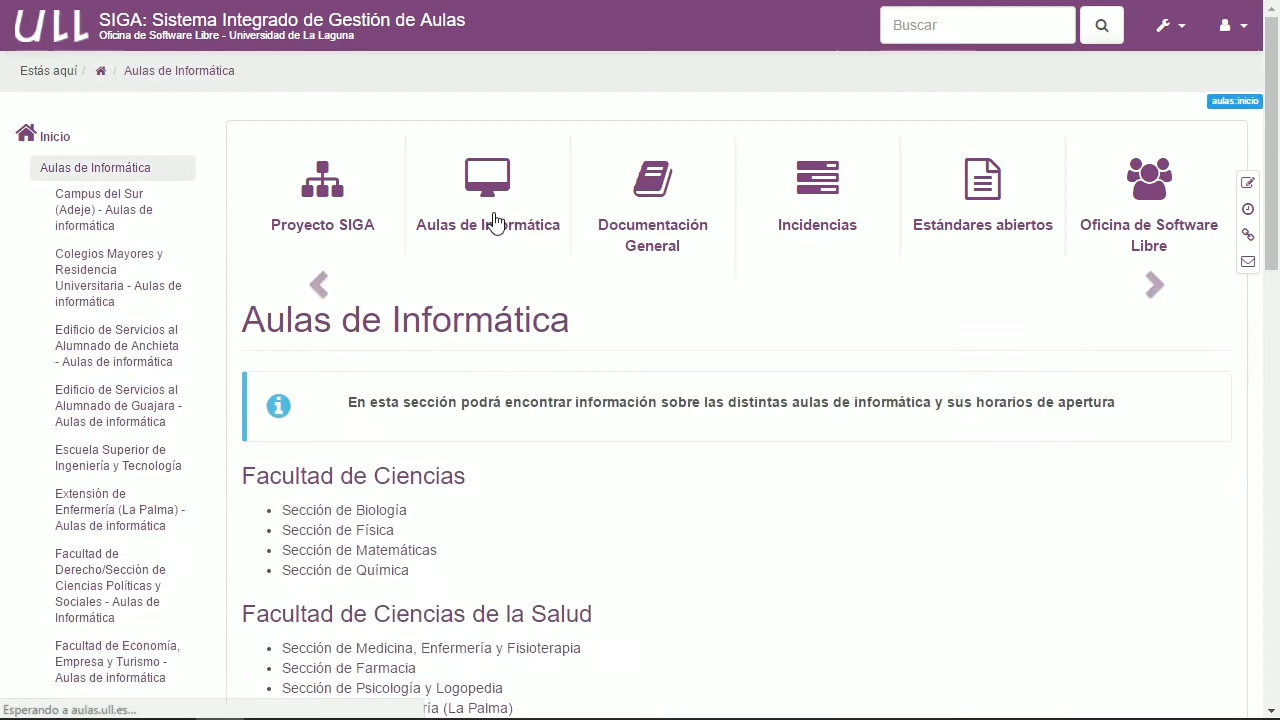 ULL
SIGA: Sistema Integrado de Gestión de Aulas
Oficina de Software Libre - Universidad de La Laguna
Buscar
Estás aquí / / Aulas de Informática
aulas:inicio
Inicio
Aulas de Informática
Campus del Sur
(Adeje) - Aulas de
informática
Colegios Mayores y
Residencia
Universitaria - Aulas de
informática
Edificio de Servicios al
Alumnado de Anchieta
- Aulas de informática
Edificio de Servicios al
Alumnado de Guajara -
Aulas de informática
Escuela Superior de
Ingeniería y Tecnología
Extensión de
Enfermería (La Palma) -
Aulas de informática
Facultad de
Derecho/Sección de
Ciencias Políticas y
Sociales - Aulas de
Informática
Facultad de Economía,
Empresa y Turismo -
Aulas de informática
Proyecto SIGA
Aulas de Informática
Documentación
General
Incidencias
Estándares abiertos
Oficina de Software
Libre
Aulas de Informática
En esta sección podrá encontrar información sobre las distintas aulas de informática y sus horarios de apertura
Facultad de Ciencias
• Sección de Biología
• Sección de Física
• Sección de Matemáticas
• Sección de Química
Facultad de Ciencias de la Salud
• Sección de Medicina, Enfermería y Fisioterapia
• Sección de Farmacia
• Sección de Psicología y Logopedia
ría (La Palma)
Esperando a aulas.ull.es...